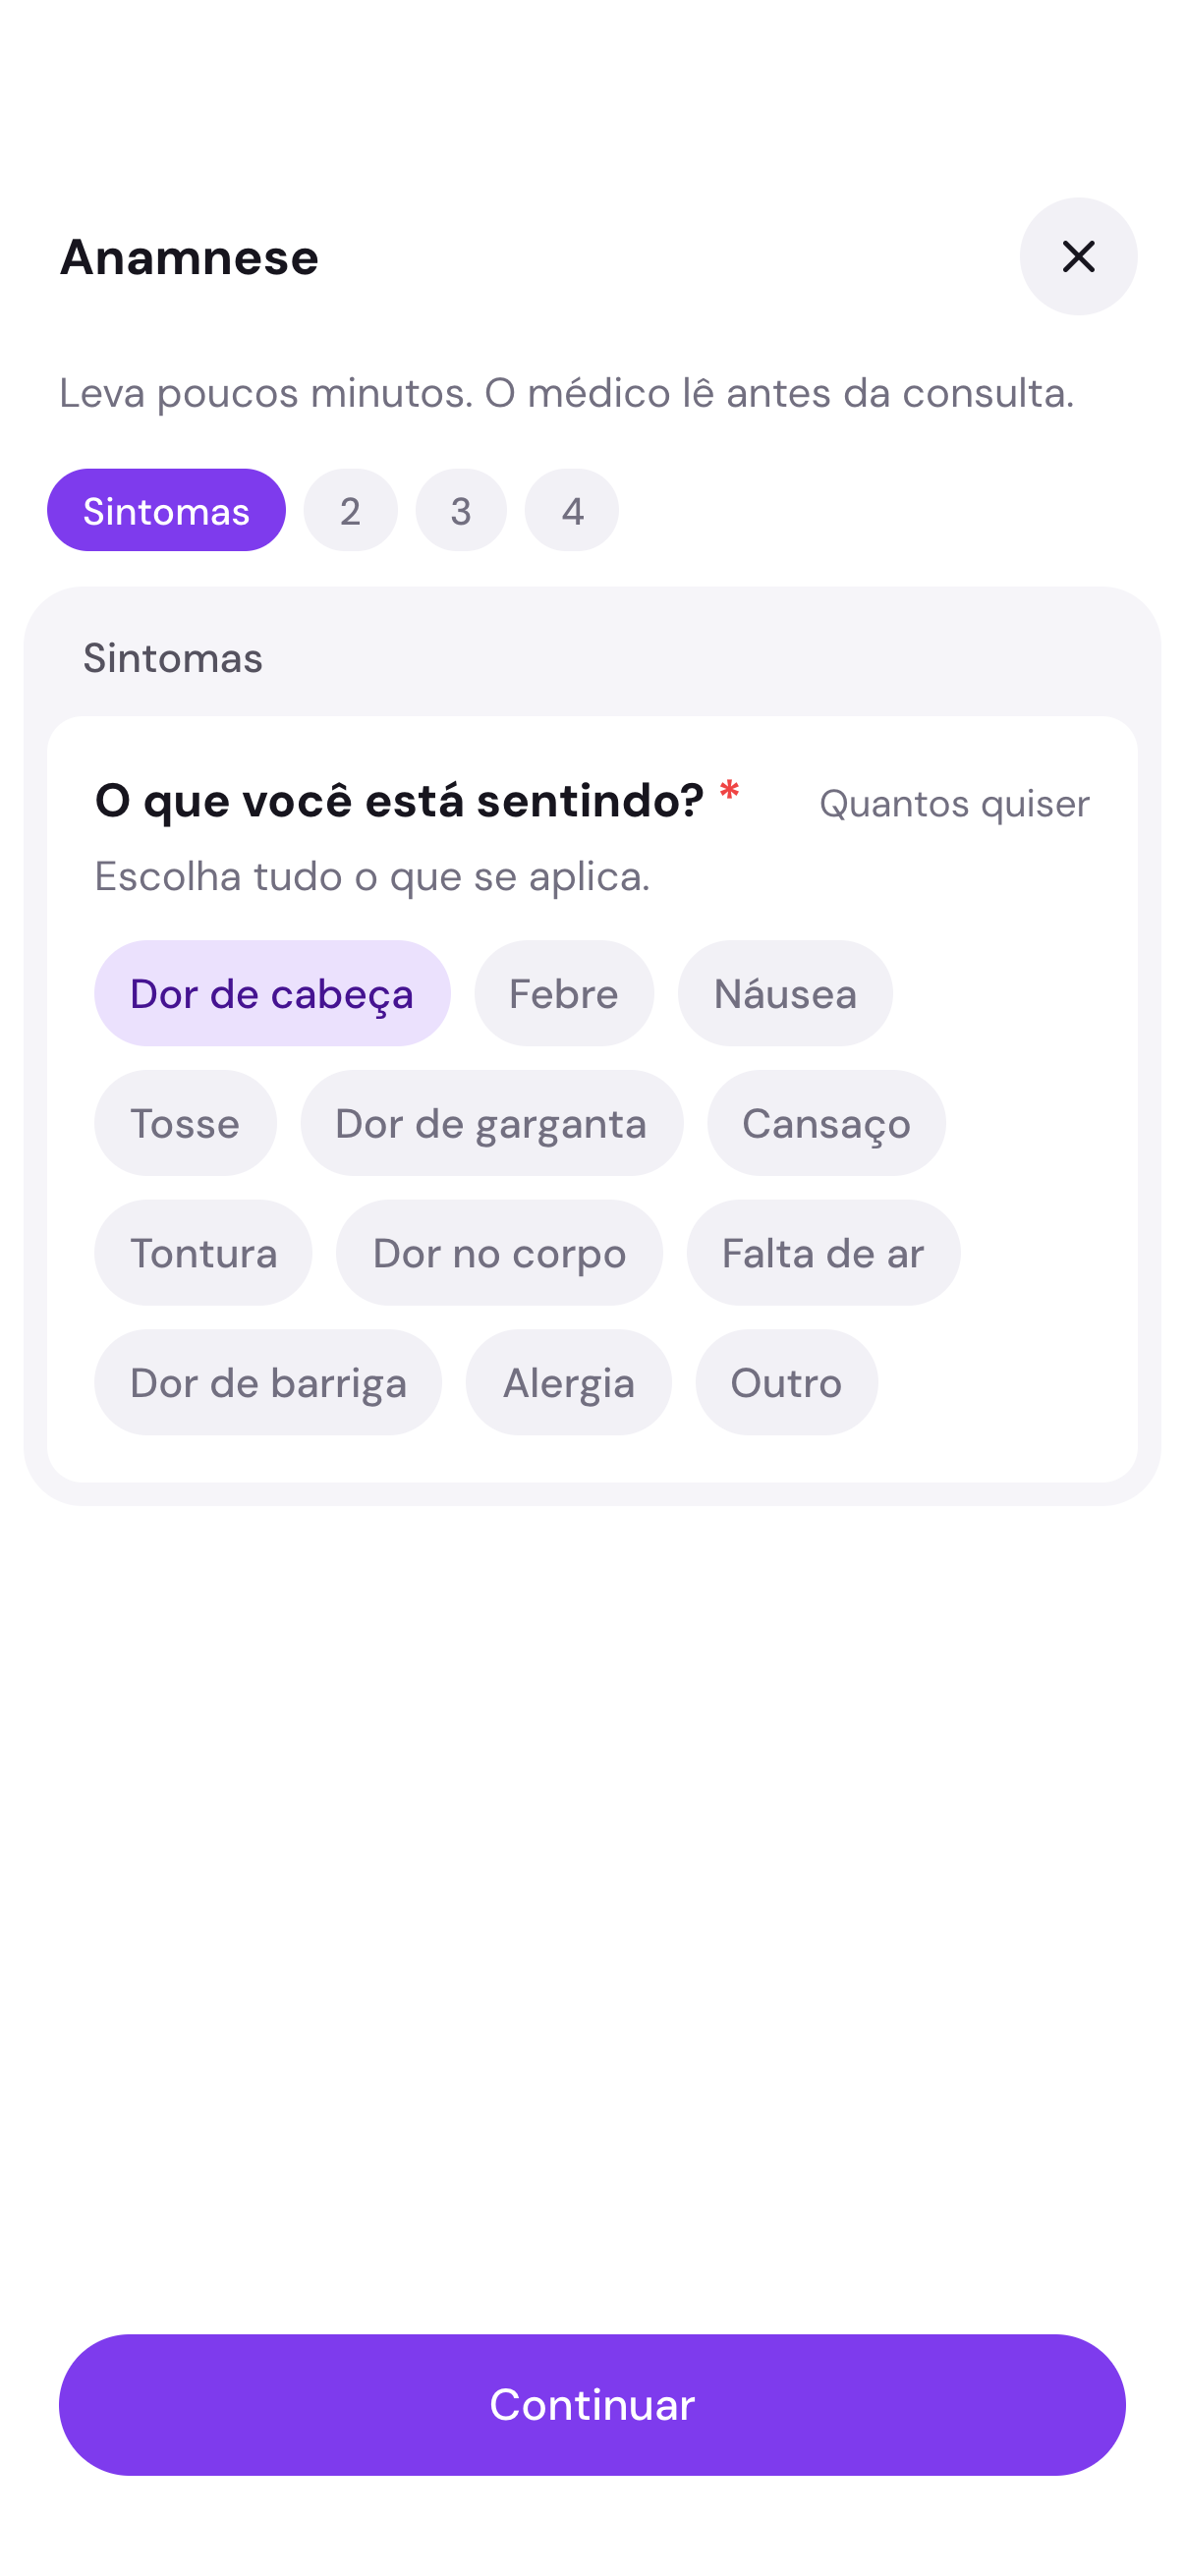 Anamnese
Leva poucos minutos. O médico lê antes da consulta.
Sintomas 2 3 4
Sintomas
O que você está sentindo? * Quantos quiser
Escolha tudo o que se aplica.
Dor de cabeça Febre Náusea
Tosse Dor de garganta Cansaço
Tontura Dor no corpo Falta de ar
Dor de barriga Alergia Outro
Continuar